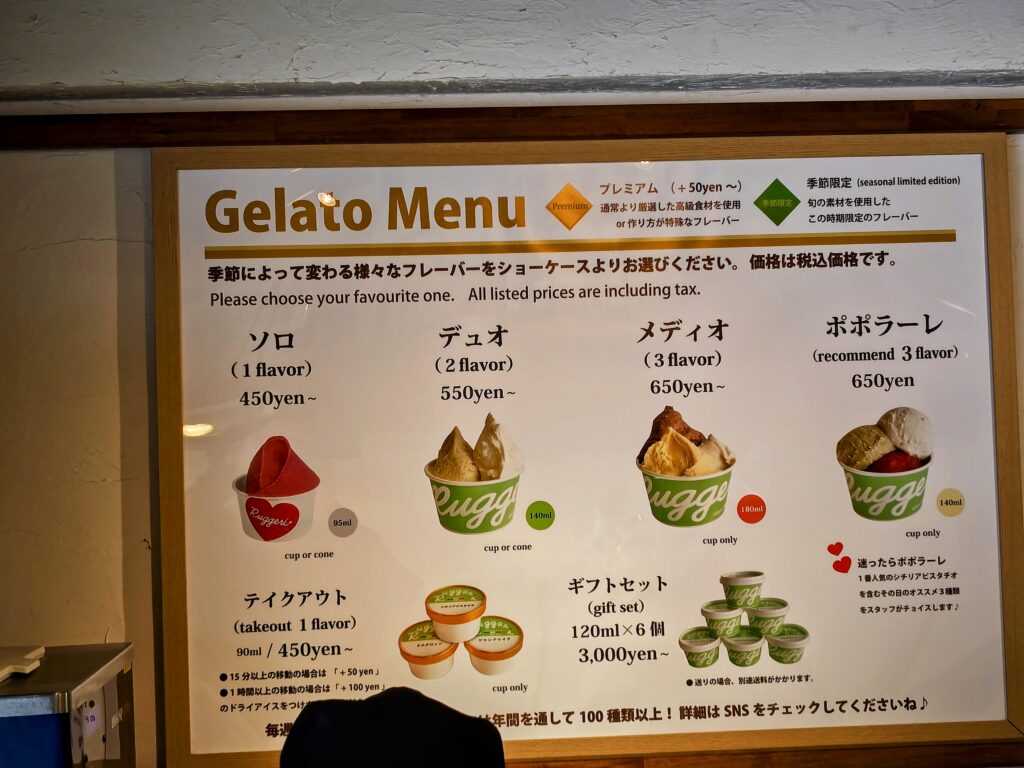 Gelato Menu
Premium
プレミアム （+50yen～）
通常より厳選した高級食材を使用
or 作り方が特殊なフレーバー
季節限定
季節限定 (seasonal limited edition)
旬の素材を使用した
この時期限定のフレーバー
季節によって変わる様々なフレーバーをショーケースよりお選びください。価格は税込価格です。
Please choose your favourite one. All listed prices are including tax.
ソロ
(1 flavor)
450yen~
Ruggeri
95ml
cup or cone
デュオ
(2 flavor)
550yen~
Rugge
140ml
cup or cone
メディオ
(3 flavor)
650yen~
Rugge
180ml
cup only
ポポラーレ
(recommend 3 flavor)
650yen
Rugge
140ml
cup only
迷ったらポポラーレ
1番人気のシチリアピスタチオ
を含むその日のオススメ3種類
をスタッフがチョイスします♪
テイクアウト
(takeout 1 flavor)
90ml / 450yen~
●15分以上の移動の場合は「+50 yen」
●1時間以上の移動の場合は「+100 yen」
のドライアイスをつけ
cup only
ギフトセット
(gift set)
120ml×6個
3,000yen~
●送りの場合、別途送料がかかります。
毎週
は年間を通して100種類以上！詳細はSNSをチェックしてくださいね♪